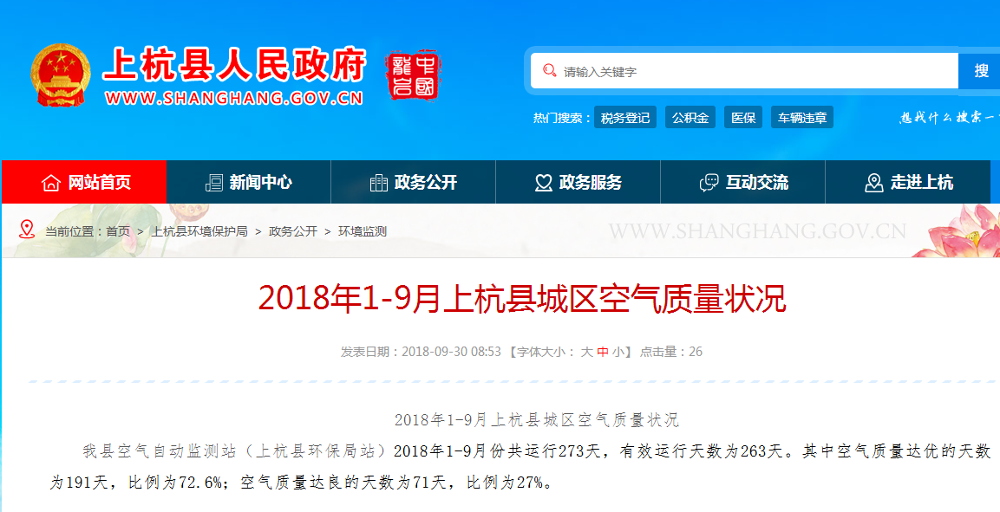 上杭县人民政府
WWW.SHANGHANG.GOV.CN
中國
龍岩
请输入关键字
搜
热门搜索： 税务登记 公积金 医保 车辆违章
想我什么搜索一
网站首页 新闻中心 政务公开 政务服务 互动交流 走进上杭
当前位置：首页 > 上杭县环境保护局 > 政务公开 > 环境监测
WWW.SHANGHANG.GOV.CN
2018年1-9月上杭县城区空气质量状况
发表日期：2018-09-30 08:53 【字体大小： 大 中 小】 点击量：26
2018年1-9月上杭县城区空气质量状况
我县空气自动监测站（上杭县环保局站）2018年1-9月份共运行273天，有效运行天数为263天。其中空气质量达优的天数
为191天，比例为72.6%；空气质量达良的天数为71天，比例为27%。